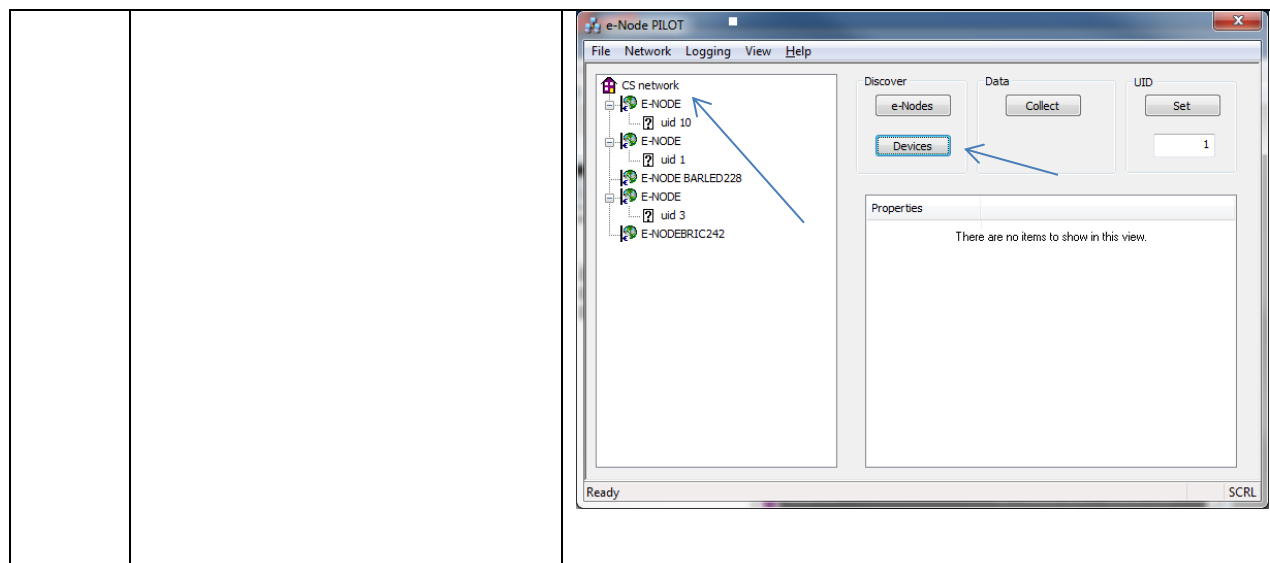 e-Node PILOT
File Network Logging View Help
CS network
E-NODE
uid 10
E-NODE
uid 1
E-NODE BARLED228
E-NODE
uid 3
E-NODEBRIC242
Discover
e-Nodes
Devices
Data
Collect
UID
Set
1
Properties
There are no items to show in this view.
Ready
SCRL